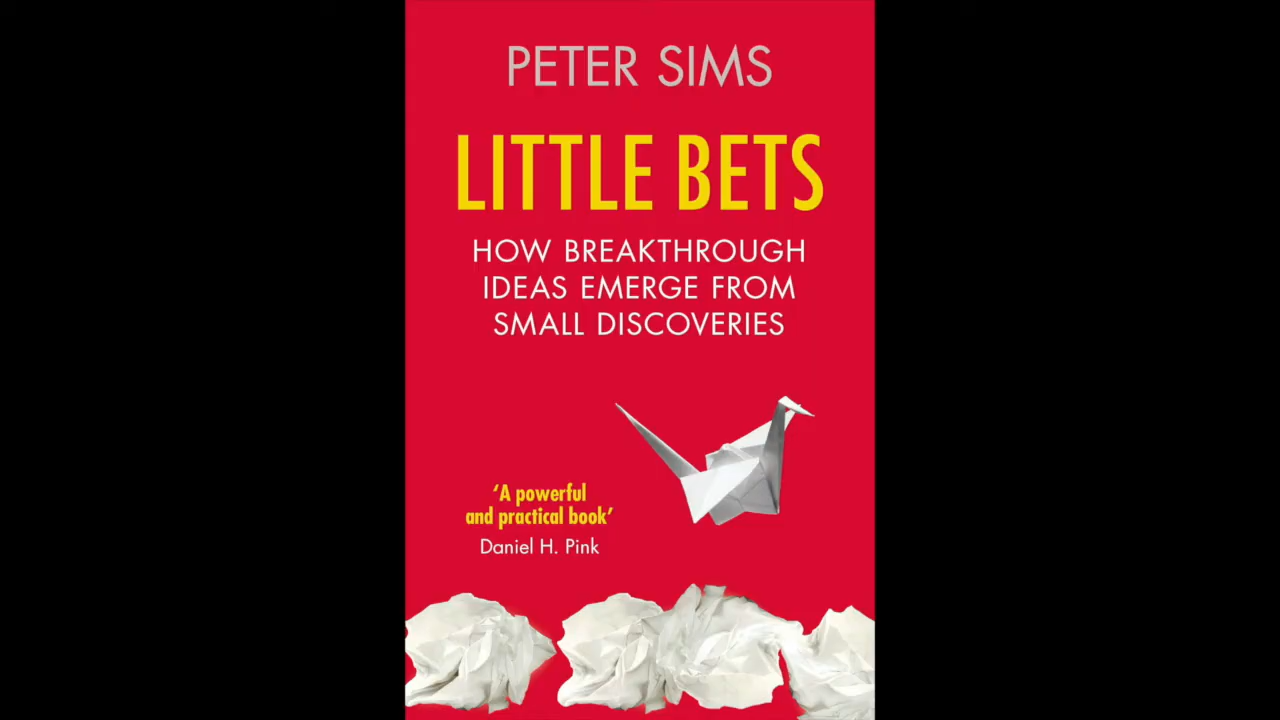 PETER SIMS
LITTLE BETS
HOW BREAKTHROUGH
IDEAS EMERGE FROM
SMALL DISCOVERIES
‘A powerful
and practical book’
Daniel H. Pink